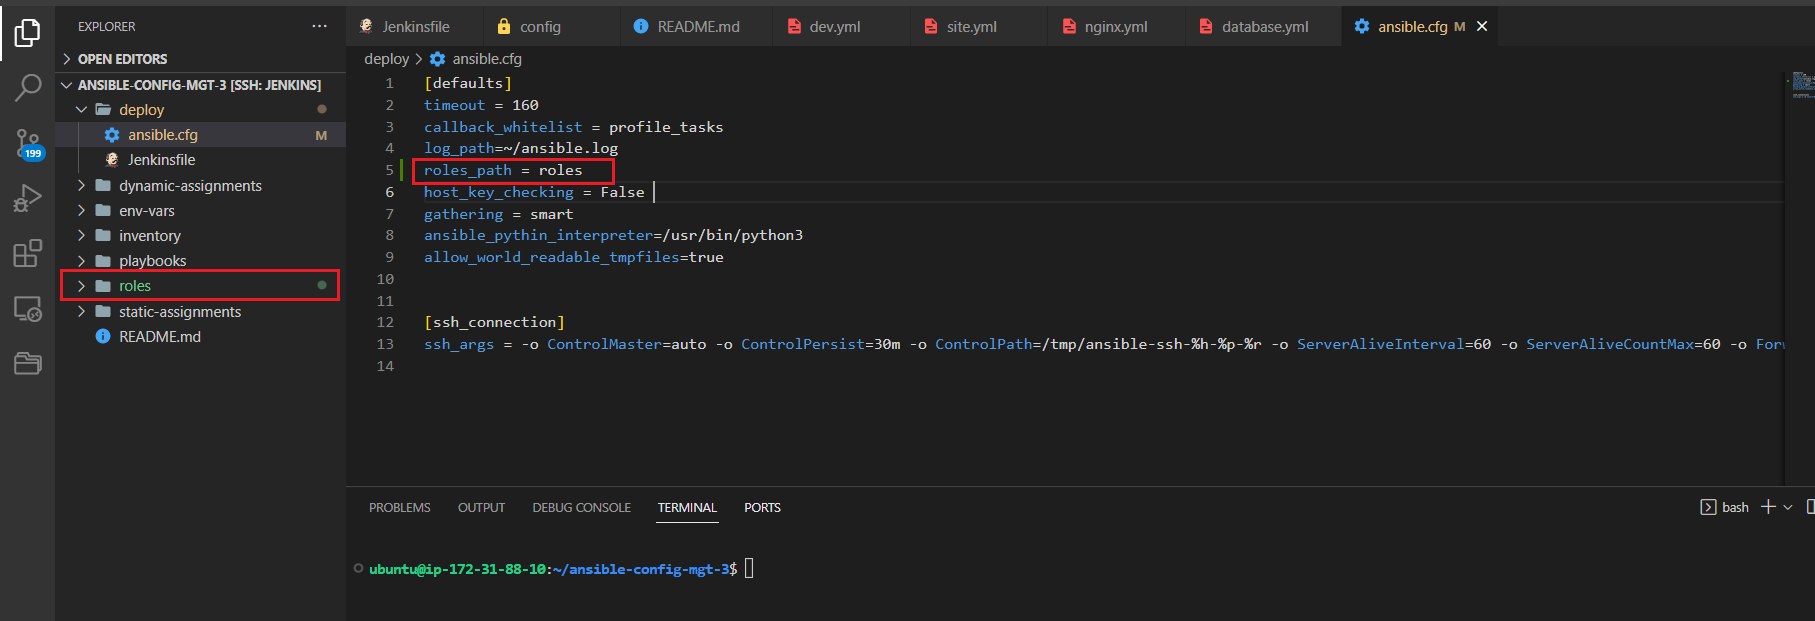 EXPLORER
OPEN EDITORS
ANSIBLE-CONFIG-MGT-3 [SSH: JENKINS]
deploy
ansible.cfg M
Jenkinsfile
dynamic-assignments
env-vars
inventory
playbooks
roles
static-assignments
README.md
199
Jenkinsfile config README.md dev.yml site.yml nginx.yml database.yml ansible.cfg M
deploy > ansible.cfg
1 [defaults]
2 timeout = 160
3 callback_whitelist = profile_tasks
4 log_path=~/ansible.log
5 roles_path = roles
6 host_key_checking = False
7 gathering = smart
8 ansible_pythin_interpreter=/usr/bin/python3
9 allow_world_readable_tmpfiles=true
10
11
12 [ssh_connection]
13 ssh_args = -o ControlMaster=auto -o ControlPersist=30m -o ControlPath=/tmp/ansible-ssh-%h-%p-%r -o ServerAliveInterval=60 -o ServerAliveCountMax=60 -o For
14
PROBLEMS OUTPUT DEBUG CONSOLE TERMINAL PORTS
bash
ubuntu@ip-172-31-88-10:~/ansible-config-mgt-3$